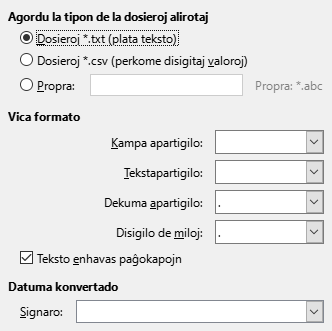 Agordu la tipon de la dosieroj alirotaj
Dosieroj *.txt (plata teksto)
Dosieroj *.csv (perkome disigitaj valoroj)
Propra: Propra: *.abc
Vica formato
Kampa apartigilo:
Tekstapartigilo:
Dekuma apartigilo: .
Disigilo de miloj: .
Teksto enhavas paĝokapojn
Datuma konvertado
Signaro: